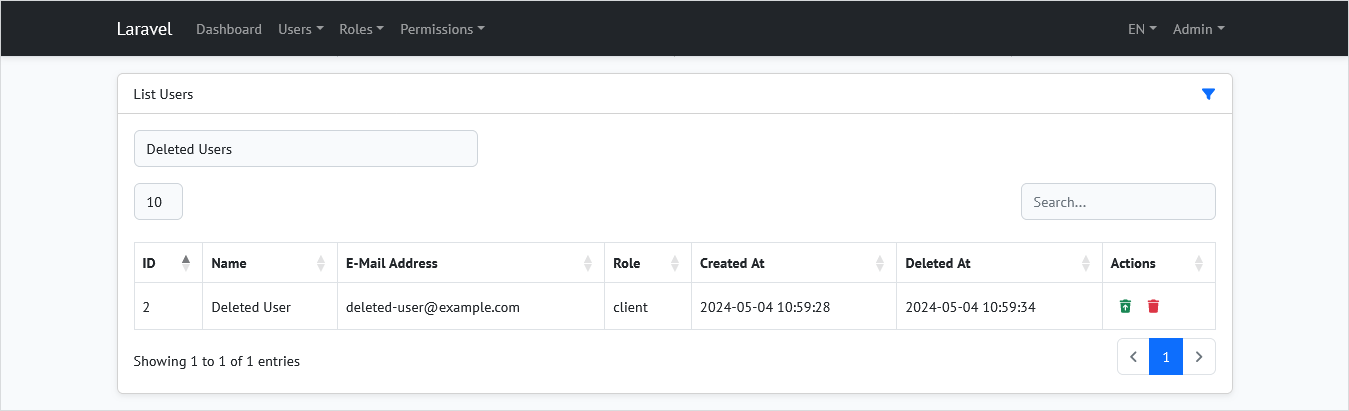 Laravel Dashboard Users Roles Permissions EN Admin
List Users
Deleted Users
10 Search...
ID Name E-Mail Address Role Created At Deleted At Actions
2 Deleted User deleted-user@example.com client 2024-05-04 10:59:28 2024-05-04 10:59:34
Showing 1 to 1 of 1 entries 1